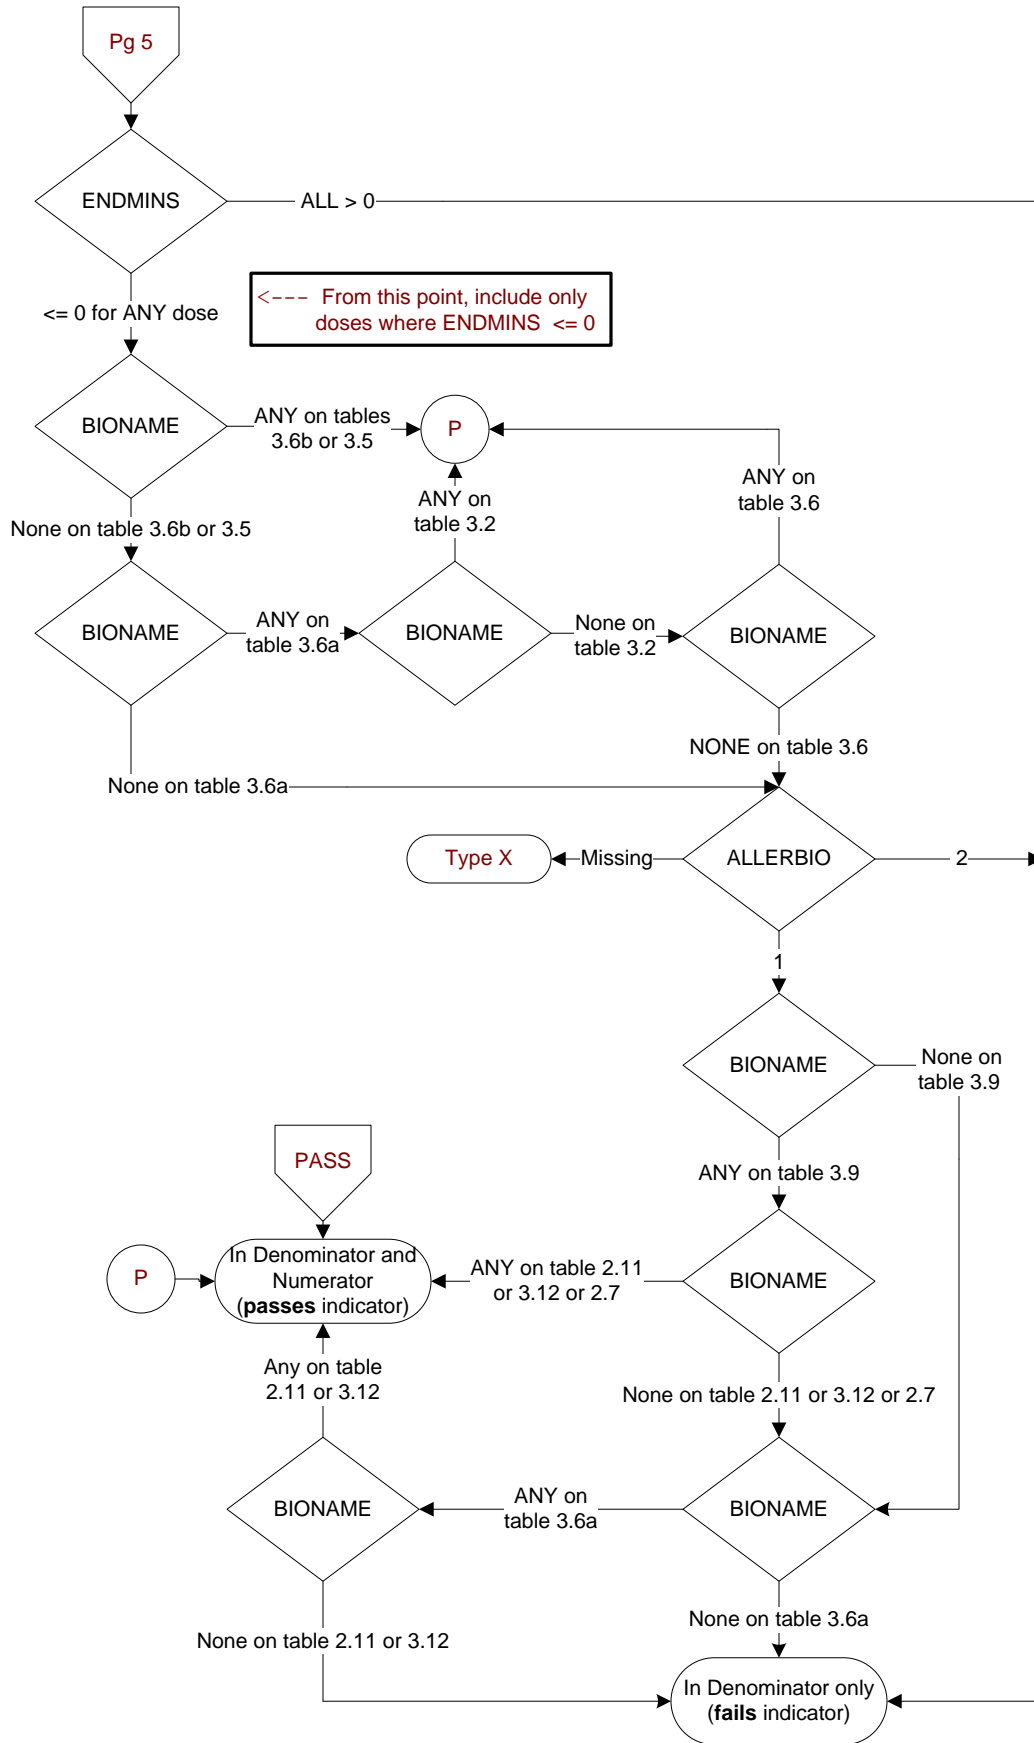 Pg 5
ENDMINS
ALL > 0
<= 0 for ANY dose
<--- From this point, include only
doses where ENDMINS <= 0
BIONAME
ANY on tables
3.6b or 3.5
P
ANY on
table 3.2
ANY on
table 3.6
None on table 3.6b or 3.5
BIONAME
ANY on
table 3.6a
BIONAME
None on
table 3.2
BIONAME
NONE on table 3.6
None on table 3.6a
Type X
Missing
ALLERBIO
2
1
BIONAME
None on
table 3.9
PASS
ANY on table 3.9
P
In Denominator and
Numerator
(passes indicator)
ANY on table 2.11
or 3.12 or 2.7
BIONAME
Any on table
2.11 or 3.12
None on table 2.11 or 3.12 or 2.7
BIONAME
ANY on
table 3.6a
BIONAME
None on table 3.6a
None on table 2.11 or 3.12
In Denominator only
(fails indicator)